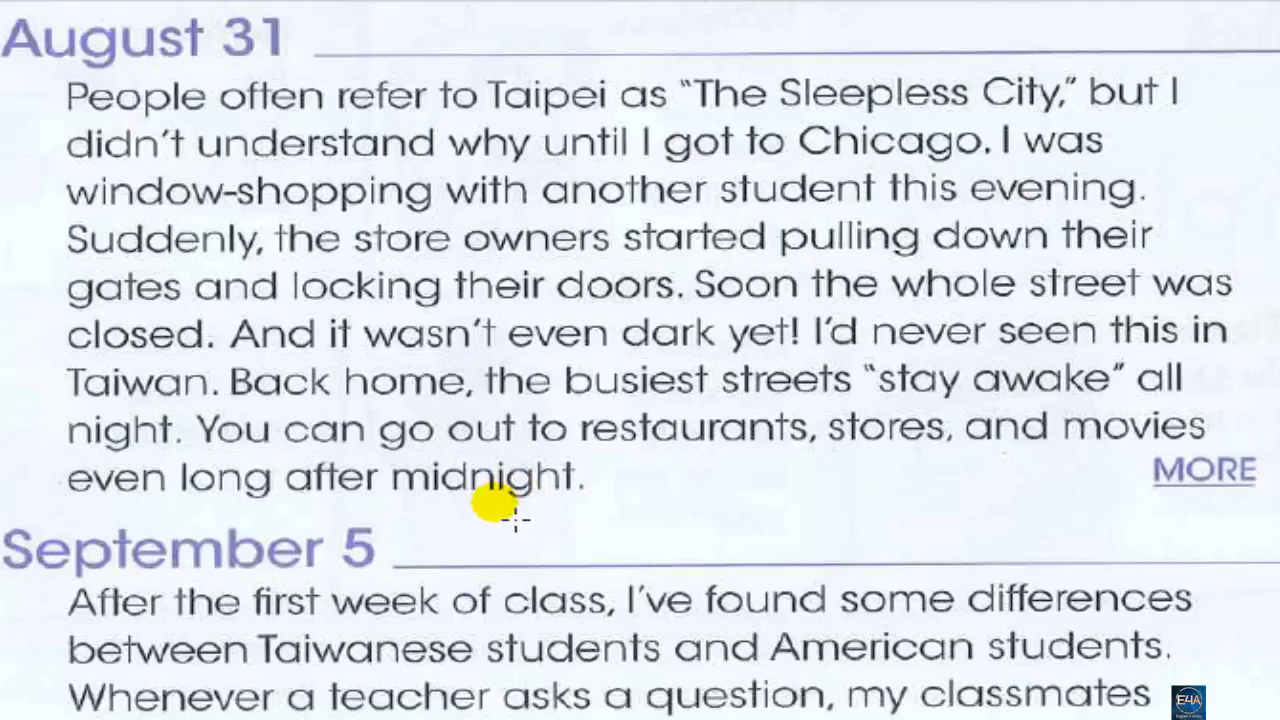 August 31
People often refer to Taipei as “The Sleepless City,” but I
didn’t understand why until I got to Chicago. I was
window-shopping with another student this evening.
Suddenly, the store owners started pulling down their
gates and locking their doors. Soon the whole street was
closed. And it wasn’t even dark yet! I’d never seen this in
Taiwan. Back home, the busiest streets “stay awake” all
night. You can go out to restaurants, stores, and movies
even long after midnight.
MORE
September 5
After the first week of class, I’ve found some differences
between Taiwanese students and American students.
Whenever a teacher asks a question, my classmates
E4A